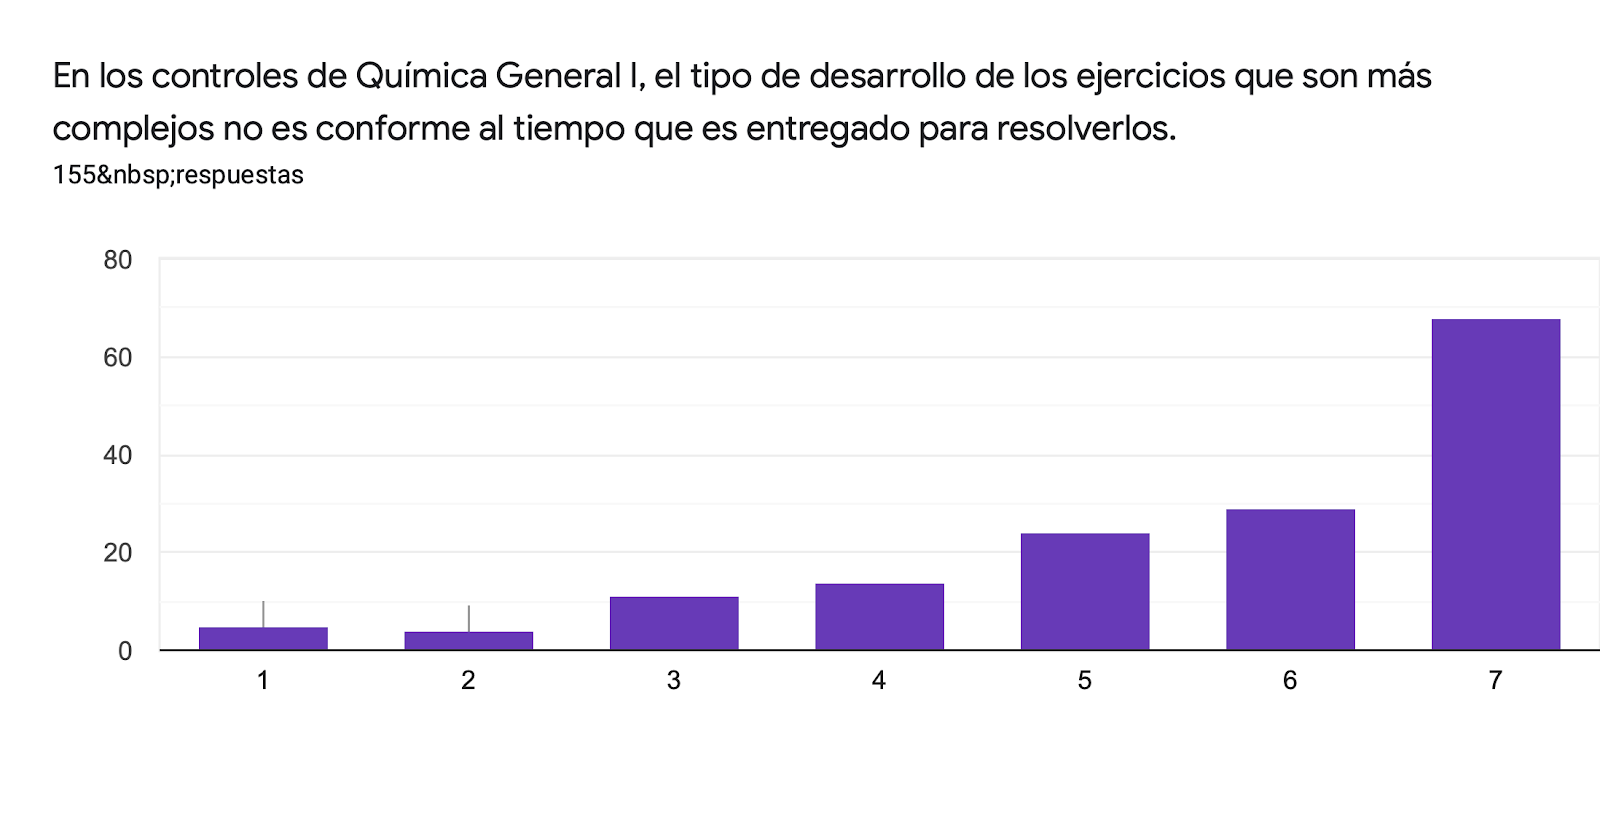 En los controles de Química General I, el tipo de desarrollo de los ejercicios que son más
complejos no es conforme al tiempo que es entregado para resolverlos.
155&nbsp;respuestas
80
60
40
20
0
1 2 3 4 5 6 7